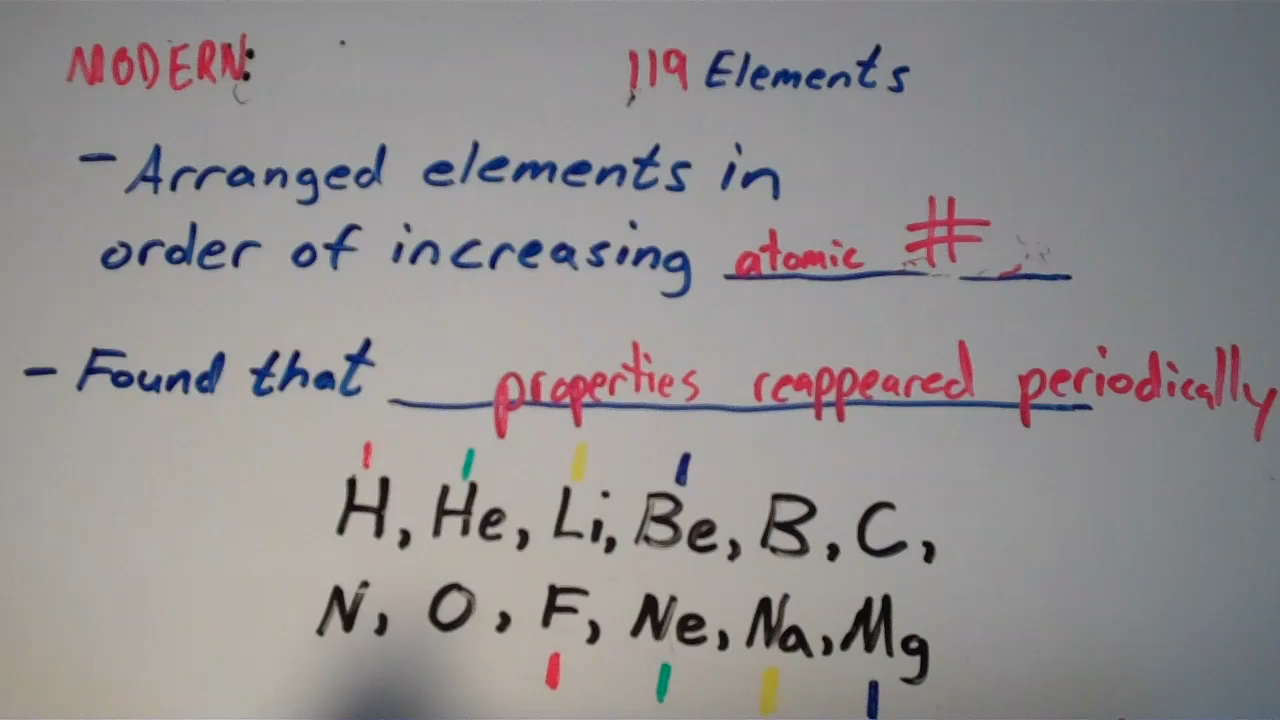 MODERN: 119 Elements
- Arranged elements in
order of increasing atomic #
- Found that properties reappeared periodically
H, He, Li, Be, B, C,
N, O, F, Ne, Na, Mg